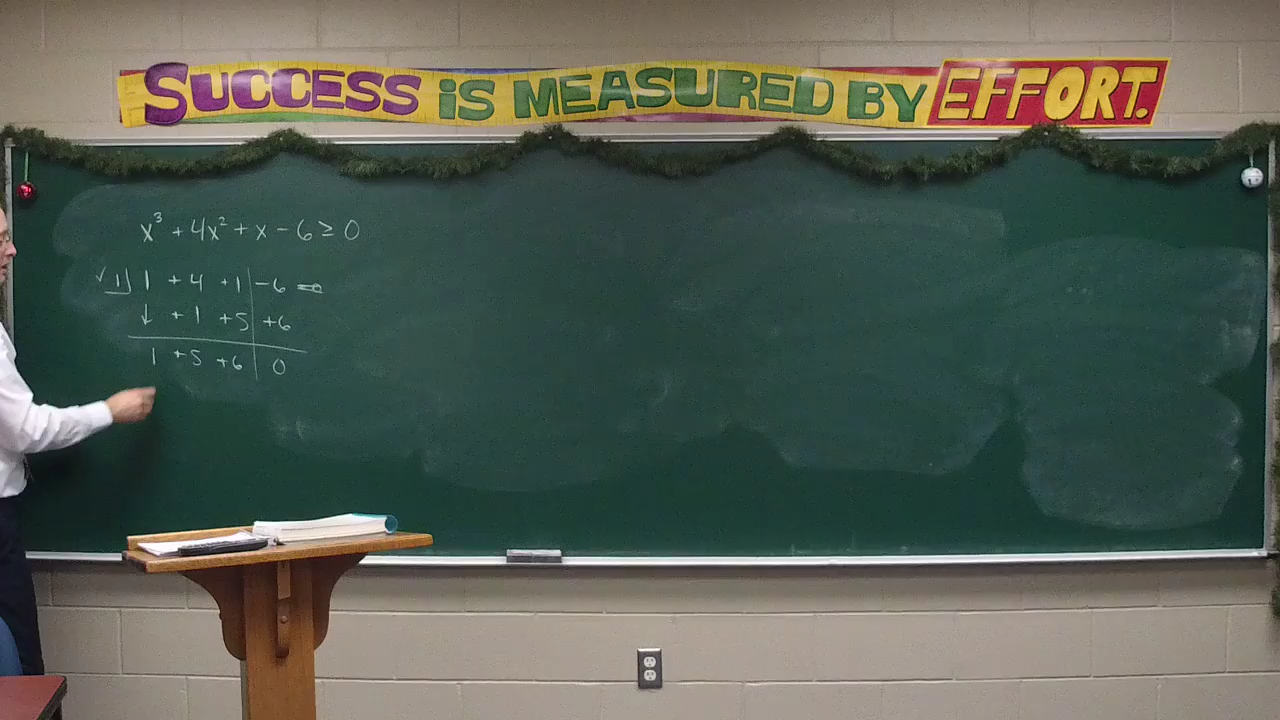 SUCCESS IS MEASURED BY EFFORT.
x³ + 4x² + x - 6 ≥ 0
✓ 1⌋ 1 + 4 + 1 | - 6
↓ + 1 + 5 | + 6
1 + 5 + 6 | 0